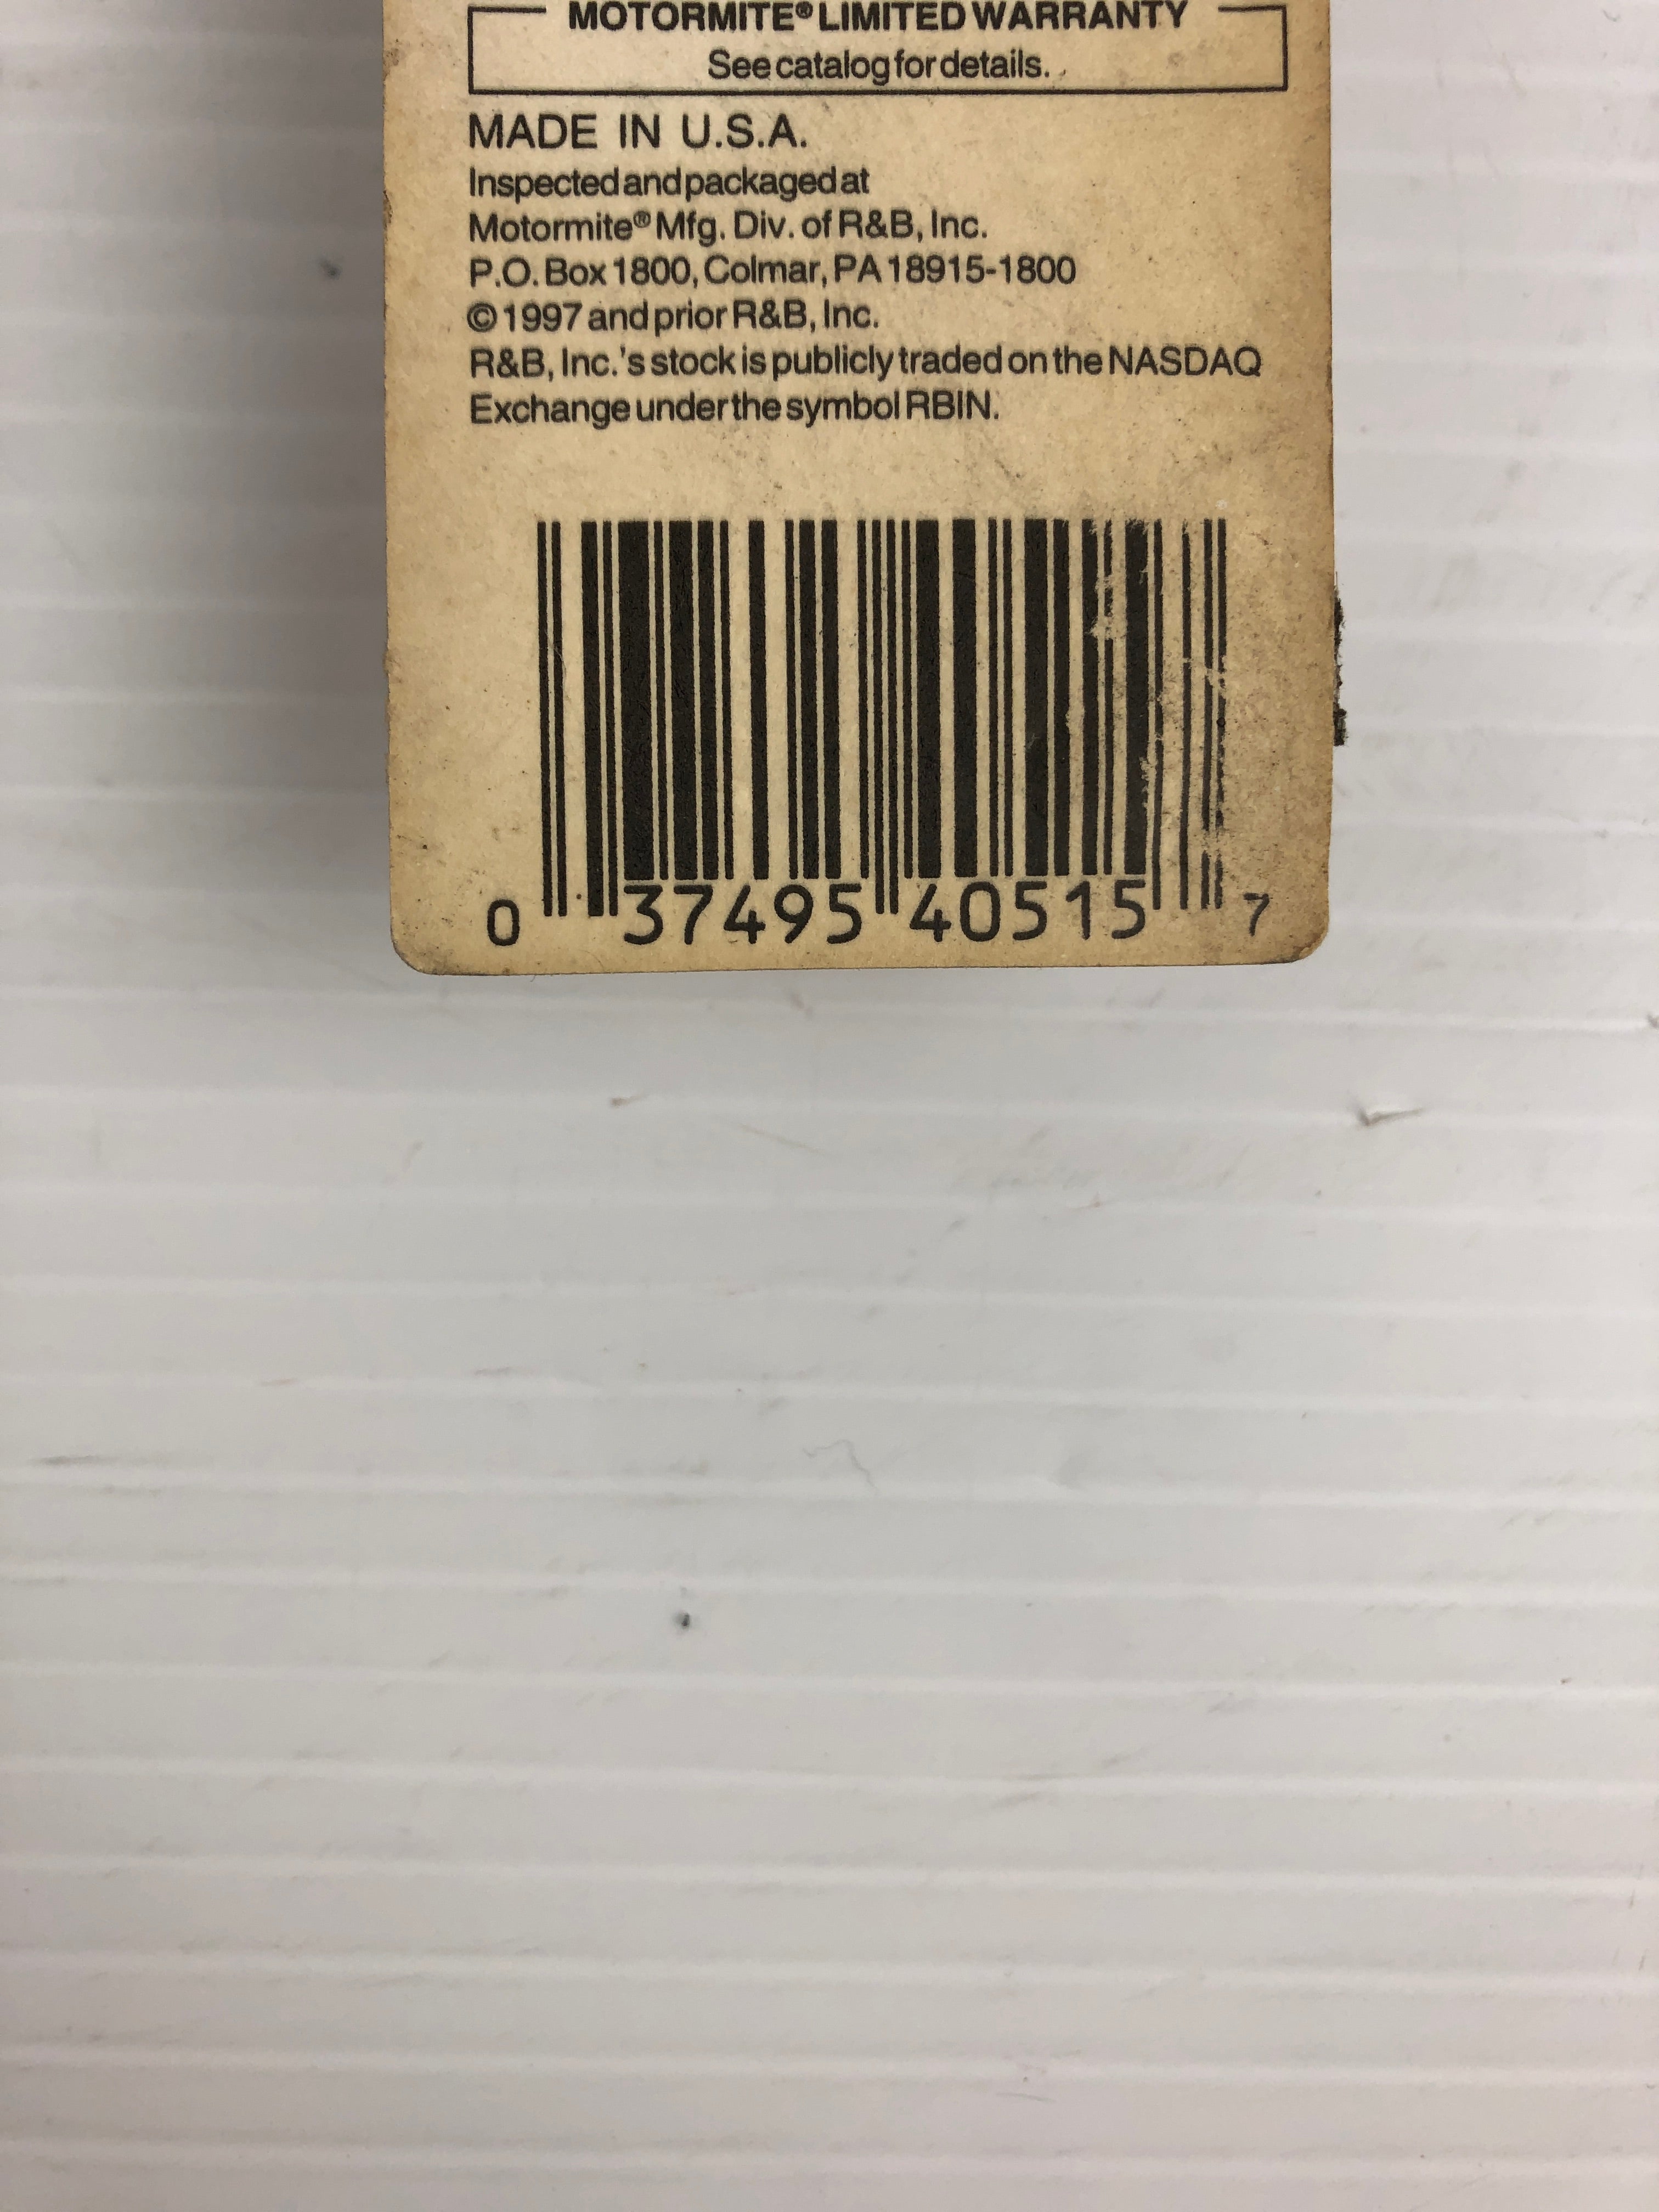 MOTORMITE® LIMITED WARRANTY
See catalog for details.
MADE IN U.S.A.
Inspected and packaged at
Motormite® Mfg. Div. of R&B, Inc.
P.O. Box 1800, Colmar, PA 18915-1800
© 1997 and prior R&B, Inc.
R&B, Inc.'s stock is publicly traded on the NASDAQ
Exchange under the symbol RBIN.
0 37495 40515 7